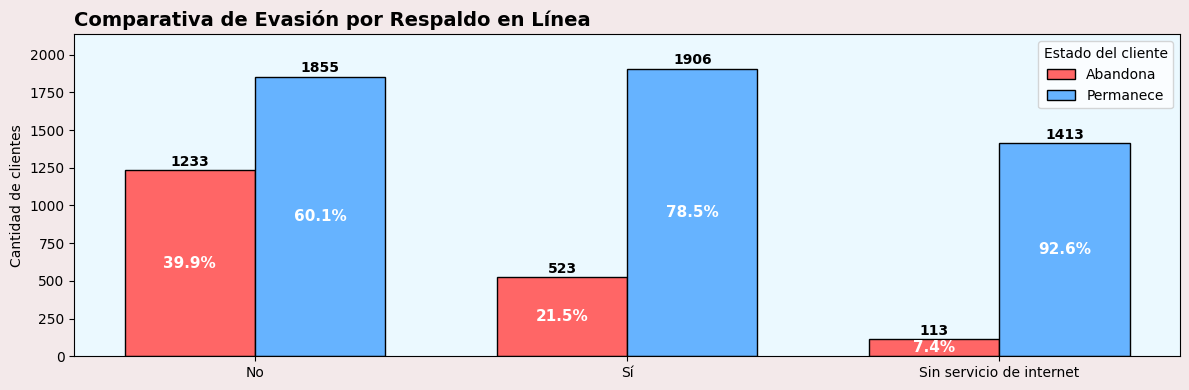 Comparativa de Evasión por Respaldo en Línea
Cantidad de clientes
2000
1750
1500
1250
1000
750
500
250
0
Estado del cliente
Abandona
Permanece
1233
39.9%
1855
60.1%
523
21.5%
1906
78.5%
113
7.4%
1413
92.6%
No
Sí
Sin servicio de internet